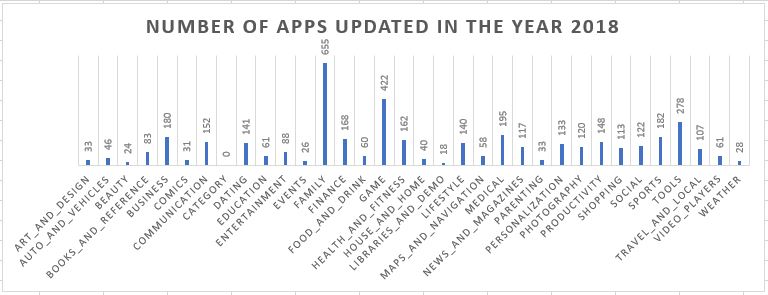 NUMBER OF APPS UPDATED IN THE YEAR 2018
33
46
24
83
180
31
152
0
141
61
88
26
655
168
60
422
162
40
18
140
58
195
117
33
133
120
148
113
122
182
278
107
61
28
ART_AND_DESIGN
AUTO_AND_VEHICLES
BEAUTY
BOOKS_AND_REFERENCE
BUSINESS
COMICS
COMMUNICATION
CATEGORY
DATING
EDUCATION
ENTERTAINMENT
EVENTS
FAMILY
FINANCE
FOOD_AND_DRINK
GAME
HEALTH_AND_FITNESS
HOUSE_AND_HOME
LIBRARIES_AND_DEMO
LIFESTYLE
MAPS_AND_NAVIGATION
MEDICAL
NEWS_AND_MAGAZINES
PARENTING
PERSONALIZATION
PHOTOGRAPHY
PRODUCTIVITY
SHOPPING
SOCIAL
SPORTS
TOOLS
TRAVEL_AND_LOCAL
VIDEO_PLAYERS
WEATHER